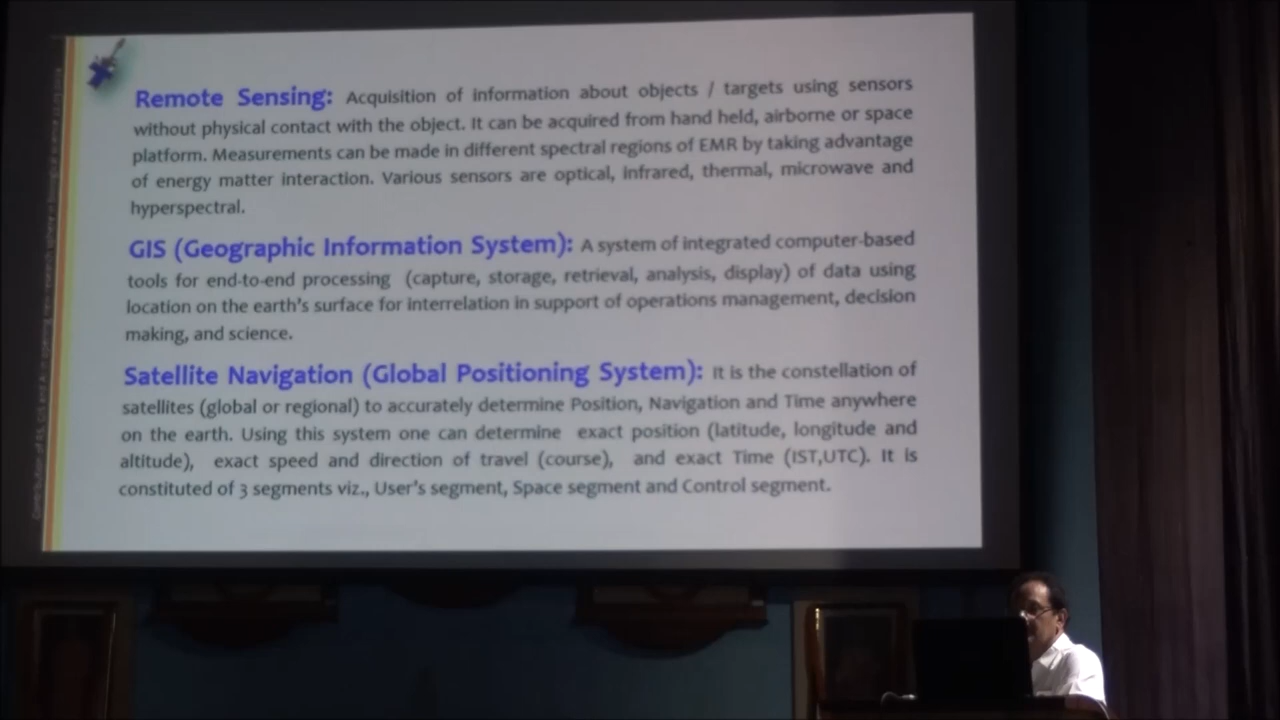 Remote Sensing: Acquisition of information about objects / targets using sensors
without physical contact with the object. It can be acquired from hand held, airborne or space
platform. Measurements can be made in different spectral regions of EMR by taking advantage
of energy matter interaction. Various sensors are optical, infrared, thermal, microwave and
hyperspectral.
GIS (Geographic Information System): A system of integrated computer-based
tools for end-to-end processing (capture, storage, retrieval, analysis, display) of data using
location on the earth's surface for interrelation in support of operations management, decision
making, and science.
Satellite Navigation (Global Positioning System): It is the constellation of
satellites (global or regional) to accurately determine Position, Navigation and Time anywhere
on the earth. Using this system one can determine exact position (latitude, longitude and
altitude), exact speed and direction of travel (course), and exact Time (IST,UTC). It is
constituted of 3 segments viz., User's segment, Space segment and Control segment.